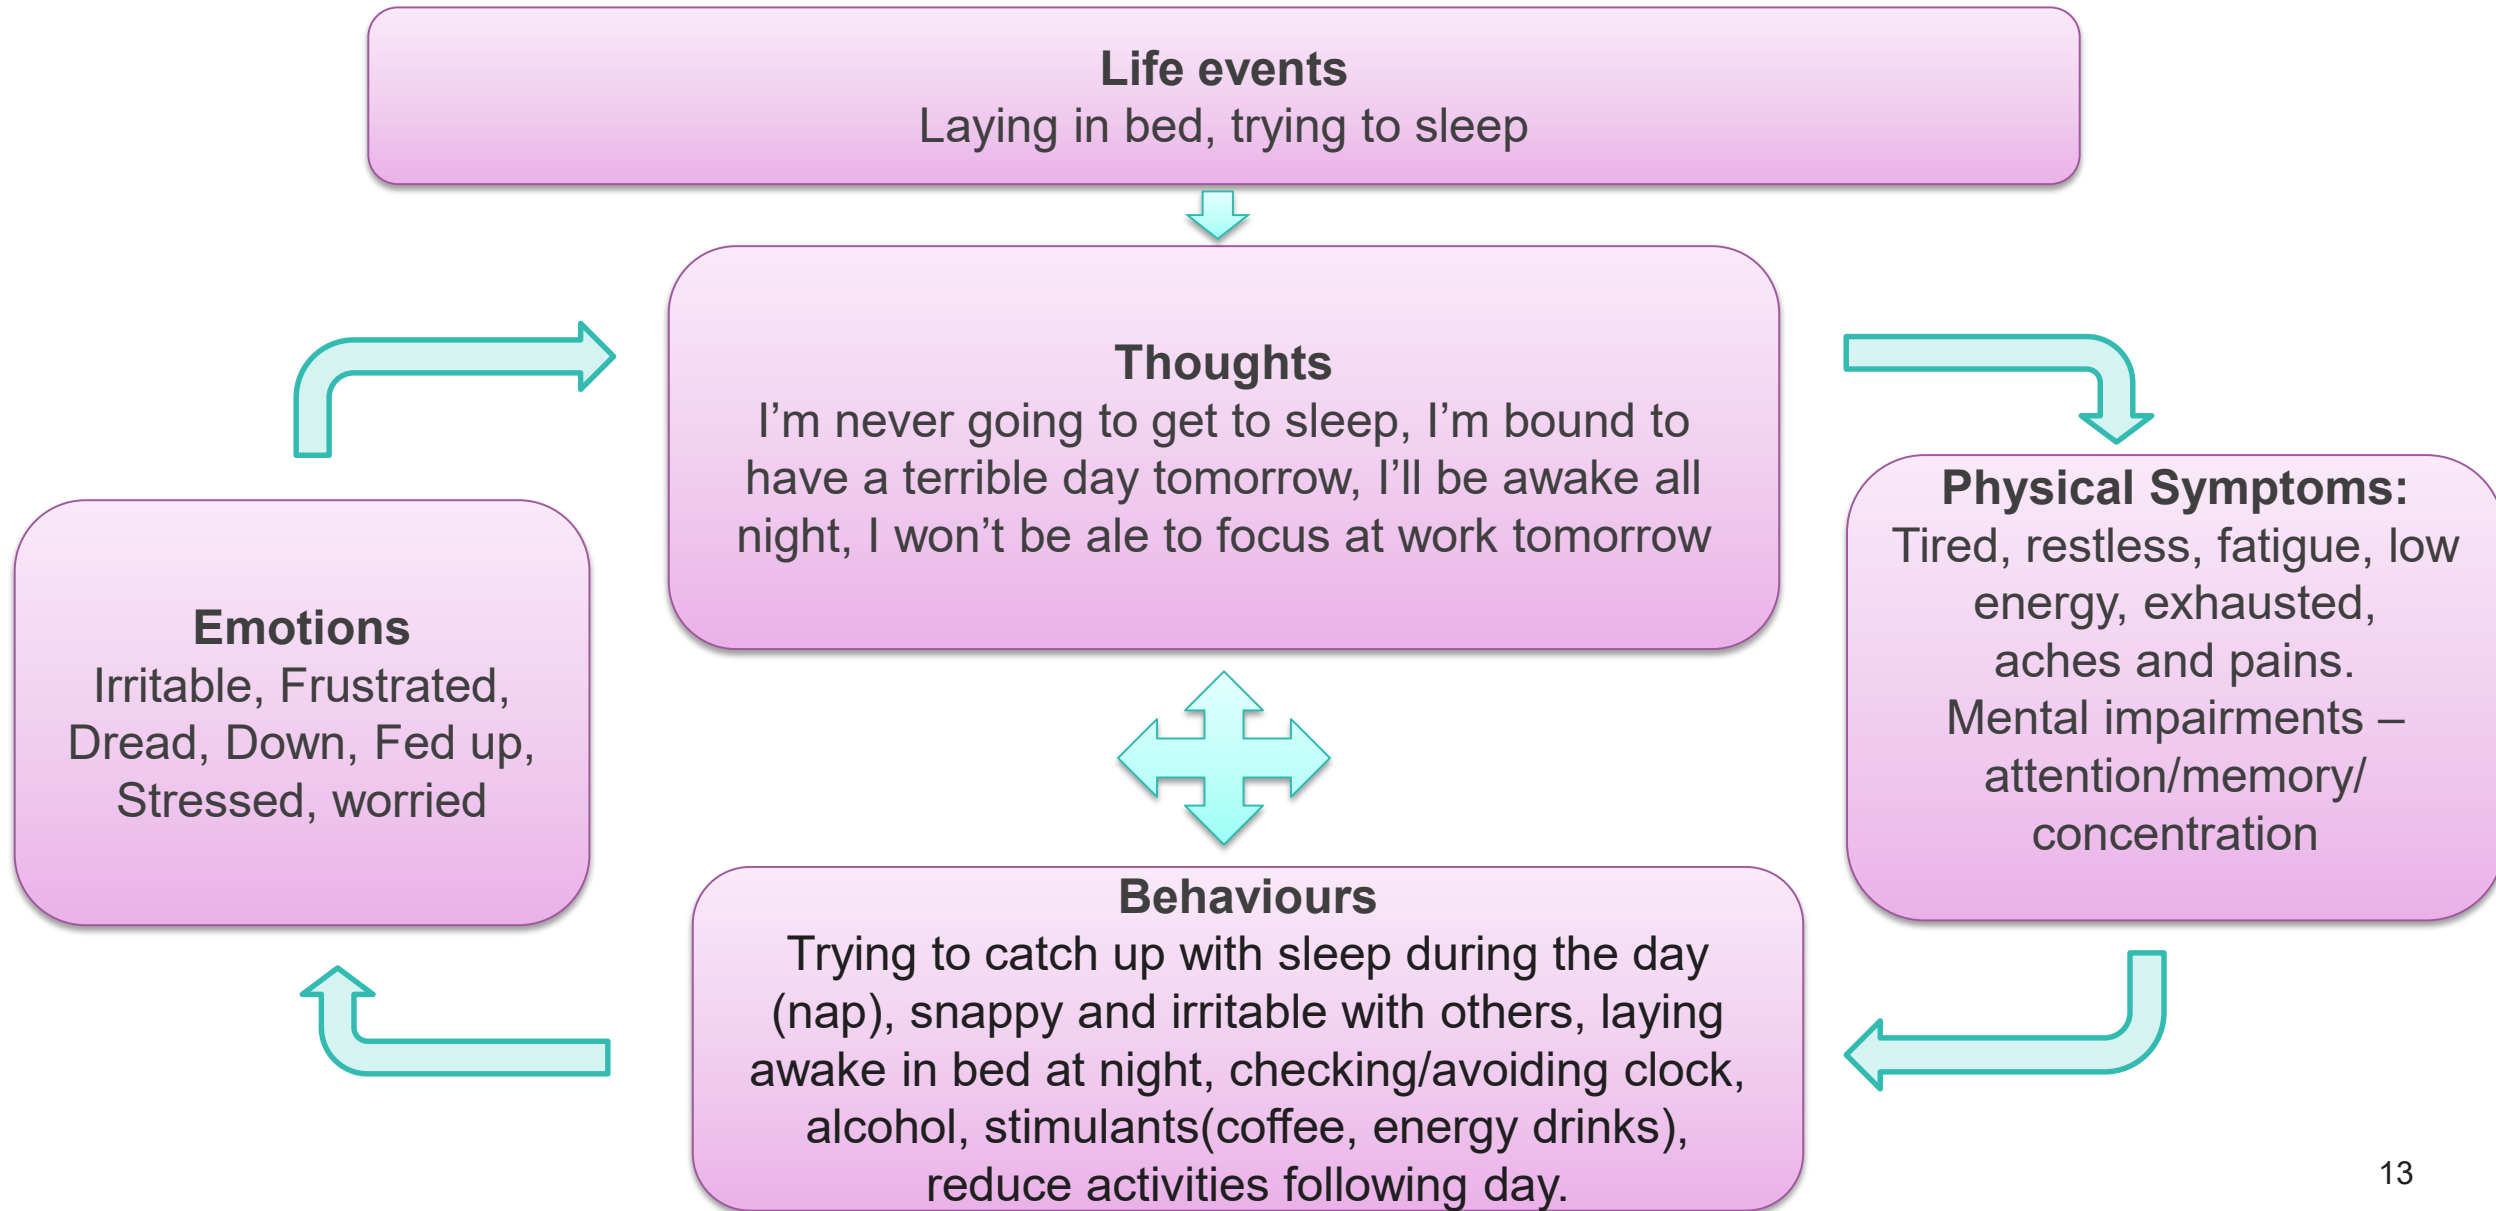 Life events
Laying in bed, trying to sleep
Thoughts
I’m never going to get to sleep, I’m bound to
have a terrible day tomorrow, I’ll be awake all
night, I won’t be ale to focus at work tomorrow
Physical Symptoms:
Tired, restless, fatigue, low
energy, exhausted,
aches and pains.
Mental impairments –
attention/memory/
concentration
Emotions
Irritable, Frustrated,
Dread, Down, Fed up,
Stressed, worried
Behaviours
Trying to catch up with sleep during the day
(nap), snappy and irritable with others, laying
awake in bed at night, checking/avoiding clock,
alcohol, stimulants(coffee, energy drinks),
reduce activities following day.
13